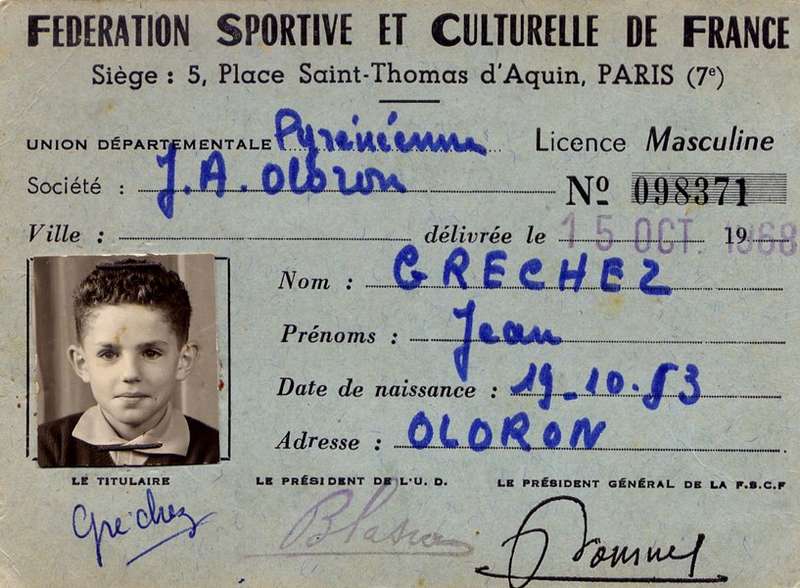 FEDERATION SPORTIVE ET CULTURELLE DE FRANCE
Siège : 5, Place Saint-Thomas d'Aquin, PARIS (7e)
UNION DÉPARTEMENTALE Pyrénéenne Licence Masculine
Société : J.A. Oloron Nº 098371
Ville : délivrée le 15 OCT. 19 1968
Nom : GRECHEZ
Prénoms : Jean
Date de naissance : 19-10-53
Adresse : OLORON
LE TITULAIRE LE PRÉSIDENT DE L'U. D. LE PRÉSIDENT GÉNÉRAL DE LA F.S.C.F
Grechez